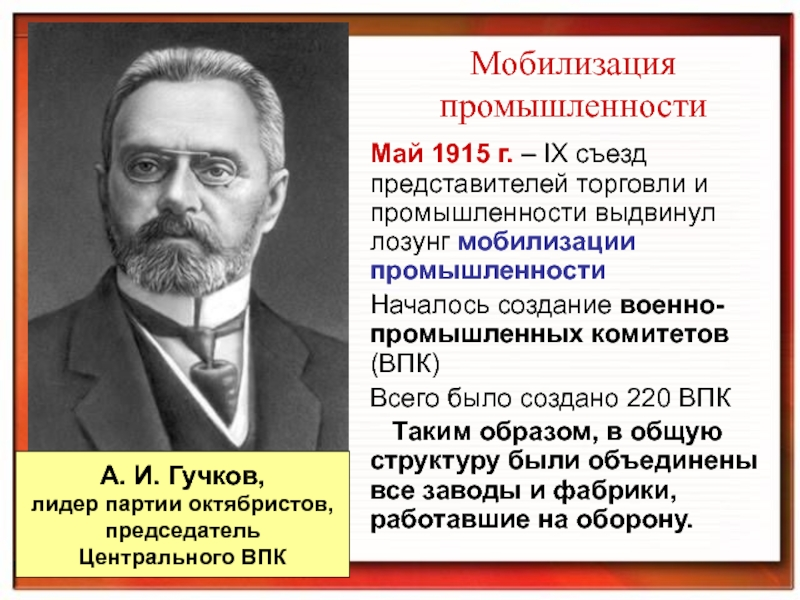 Мобилизация
промышленности
Май 1915 г. – IX съезд
представителей торговли и
промышленности выдвинул
лозунг мобилизации
промышленности
Началось создание военно-
промышленных комитетов
(ВПК)
Всего было создано 220 ВПК
Таким образом, в общую
структуру были объединены
все заводы и фабрики,
работавшие на оборону.
А. И. Гучков,
лидер партии октябристов,
председатель
Центрального ВПК